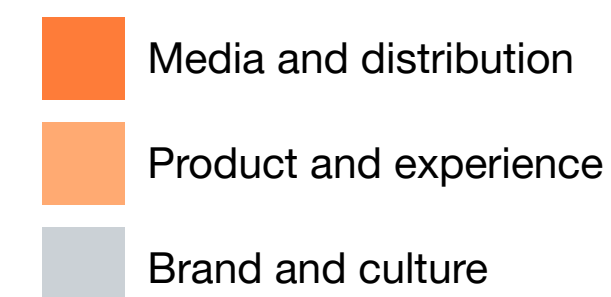 Media and distribution
Product and experience
Brand and culture